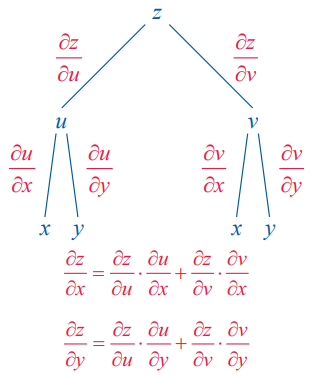 z
∂z/∂u ∂z/∂v
u v
∂u/∂x ∂u/∂y ∂v/∂x ∂v/∂y
x y x y
∂z/∂x = ∂z/∂u · ∂u/∂x + ∂z/∂v · ∂v/∂x
∂z/∂y = ∂z/∂u · ∂u/∂y + ∂z/∂v · ∂v/∂y